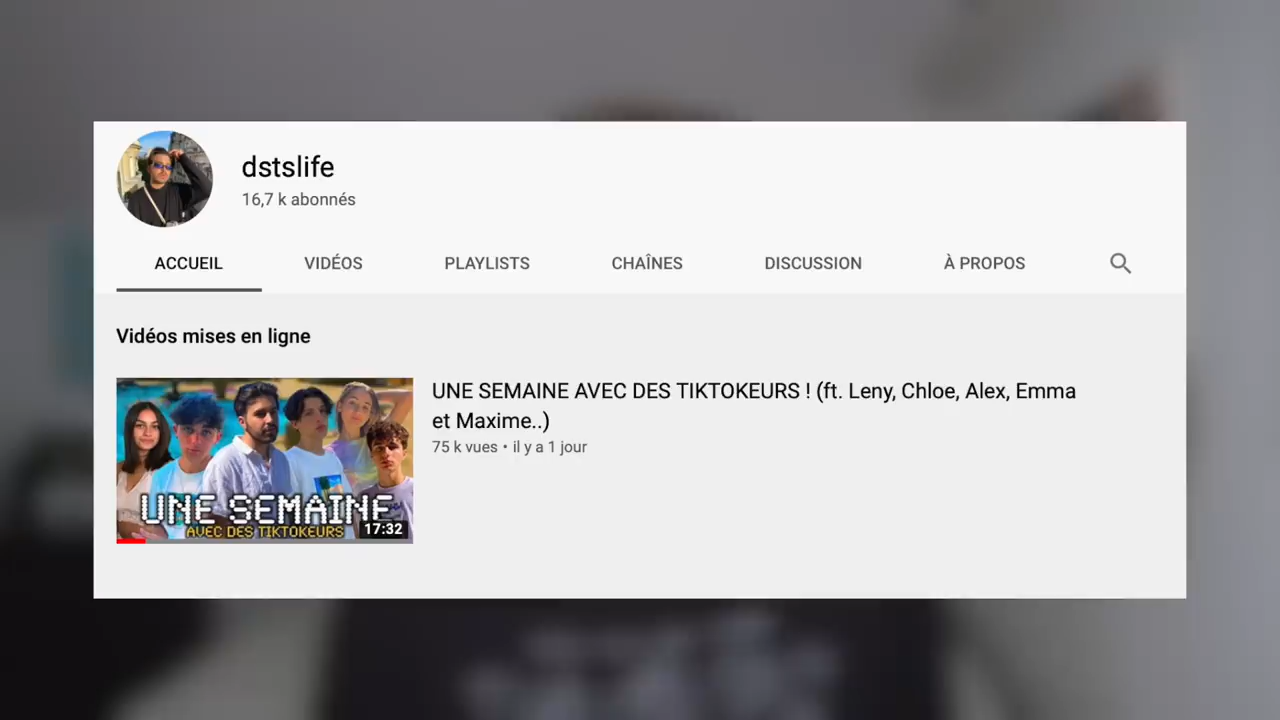 dstslife
16,7 k abonnés
ACCUEIL VIDÉOS PLAYLISTS CHAÎNES DISCUSSION À PROPOS
Vidéos mises en ligne
UNE SEMAINE AVEC DES TIKTOKEURS ! (ft. Leny, Chloe, Alex, Emma
et Maxime..)
75 k vues • il y a 1 jour
UNE SEMAINE
AVEC DES TIKTOKEURS
17:32